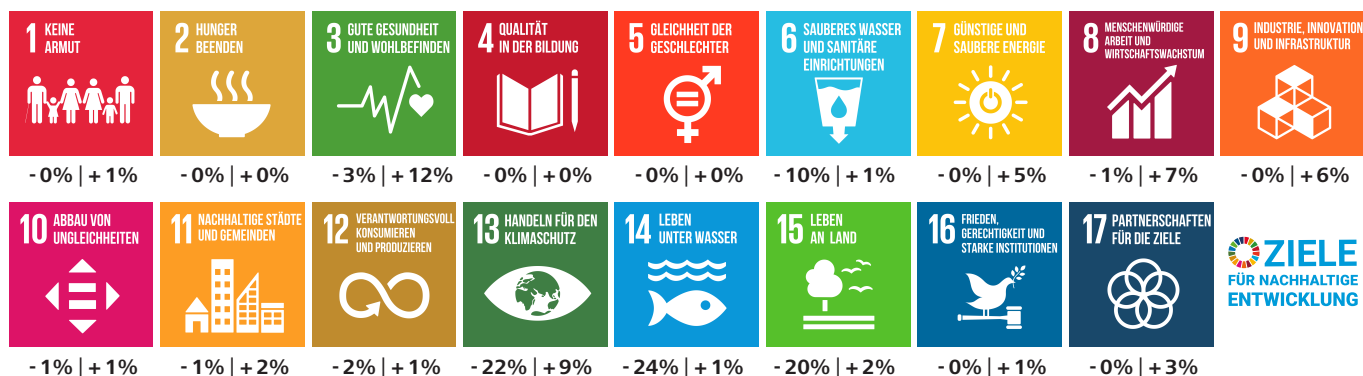 1 KEINE
ARMUT
2 HUNGER
BEENDEN
3 GUTE GESUNDHEIT
UND WOHLBEFINDEN
4 QUALITÄT
IN DER BILDUNG
5 GLEICHHEIT DER
GESCHLECHTER
6 SAUBERES WASSER
UND SANITÄRE
EINRICHTUNGEN
7 GÜNSTIGE UND
SAUBERE ENERGIE
8 MENSCHENWÜRDIGE
ARBEIT UND
WIRTSCHAFTSWACHSTUM
9 INDUSTRIE, INNOVATION
UND INFRASTRUKTUR
-0% | +1%
-0% | +0%
-3% | +12%
-0% | +0%
-0% | +0%
-10% | +1%
-0% | +5%
-1% | +7%
-0% | +6%
10 ABBAU VON
UNGLEICHHEITEN
11 NACHHALTIGE STÄDTE
UND GEMEINDEN
12 VERANTWORTUNGSVOLL
KONSUMIEREN
UND PRODUZIEREN
13 HANDELN FÜR DEN
KLIMASCHUTZ
14 LEBEN
UNTER WASSER
15 LEBEN
AN LAND
16 FRIEDEN,
GERECHTIGKEIT UND
STARKE INSTITUTIONEN
17 PARTNERSCHAFTEN
FÜR DIE ZIELE
ZIELE
FÜR NACHHALTIGE
ENTWICKLUNG
-1% | +1%
-1% | +2%
-2% | +1%
-22% | +9%
-24% | +1%
-20% | +2%
-0% | +1%
-0% | +3%